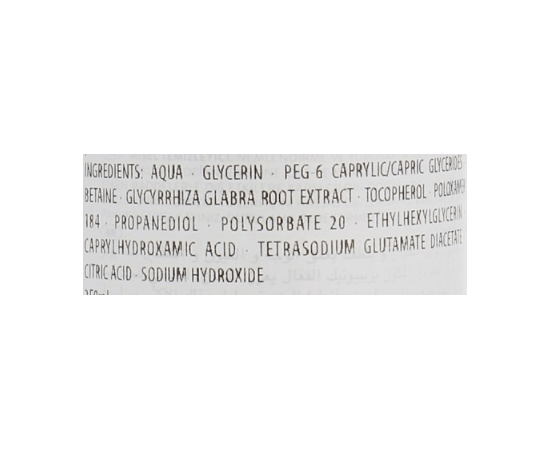 INGREDIENTS: AQUA · GLYCERIN · PEG-6 CAPRYLIC/CAPRIC GLYCERIDES
BETAINE · GLYCYRRHIZA GLABRA ROOT EXTRACT · TOCOPHEROL · POLOXAMER
184 · PROPANEDIOL · POLYSORBATE 20 · ETHYLHEXYLGLYCERIN
CAPRYLHYDROXAMIC ACID · TETRASODIUM GLUTAMATE DIACETATE
CITRIC ACID · SODIUM HYDROXIDE